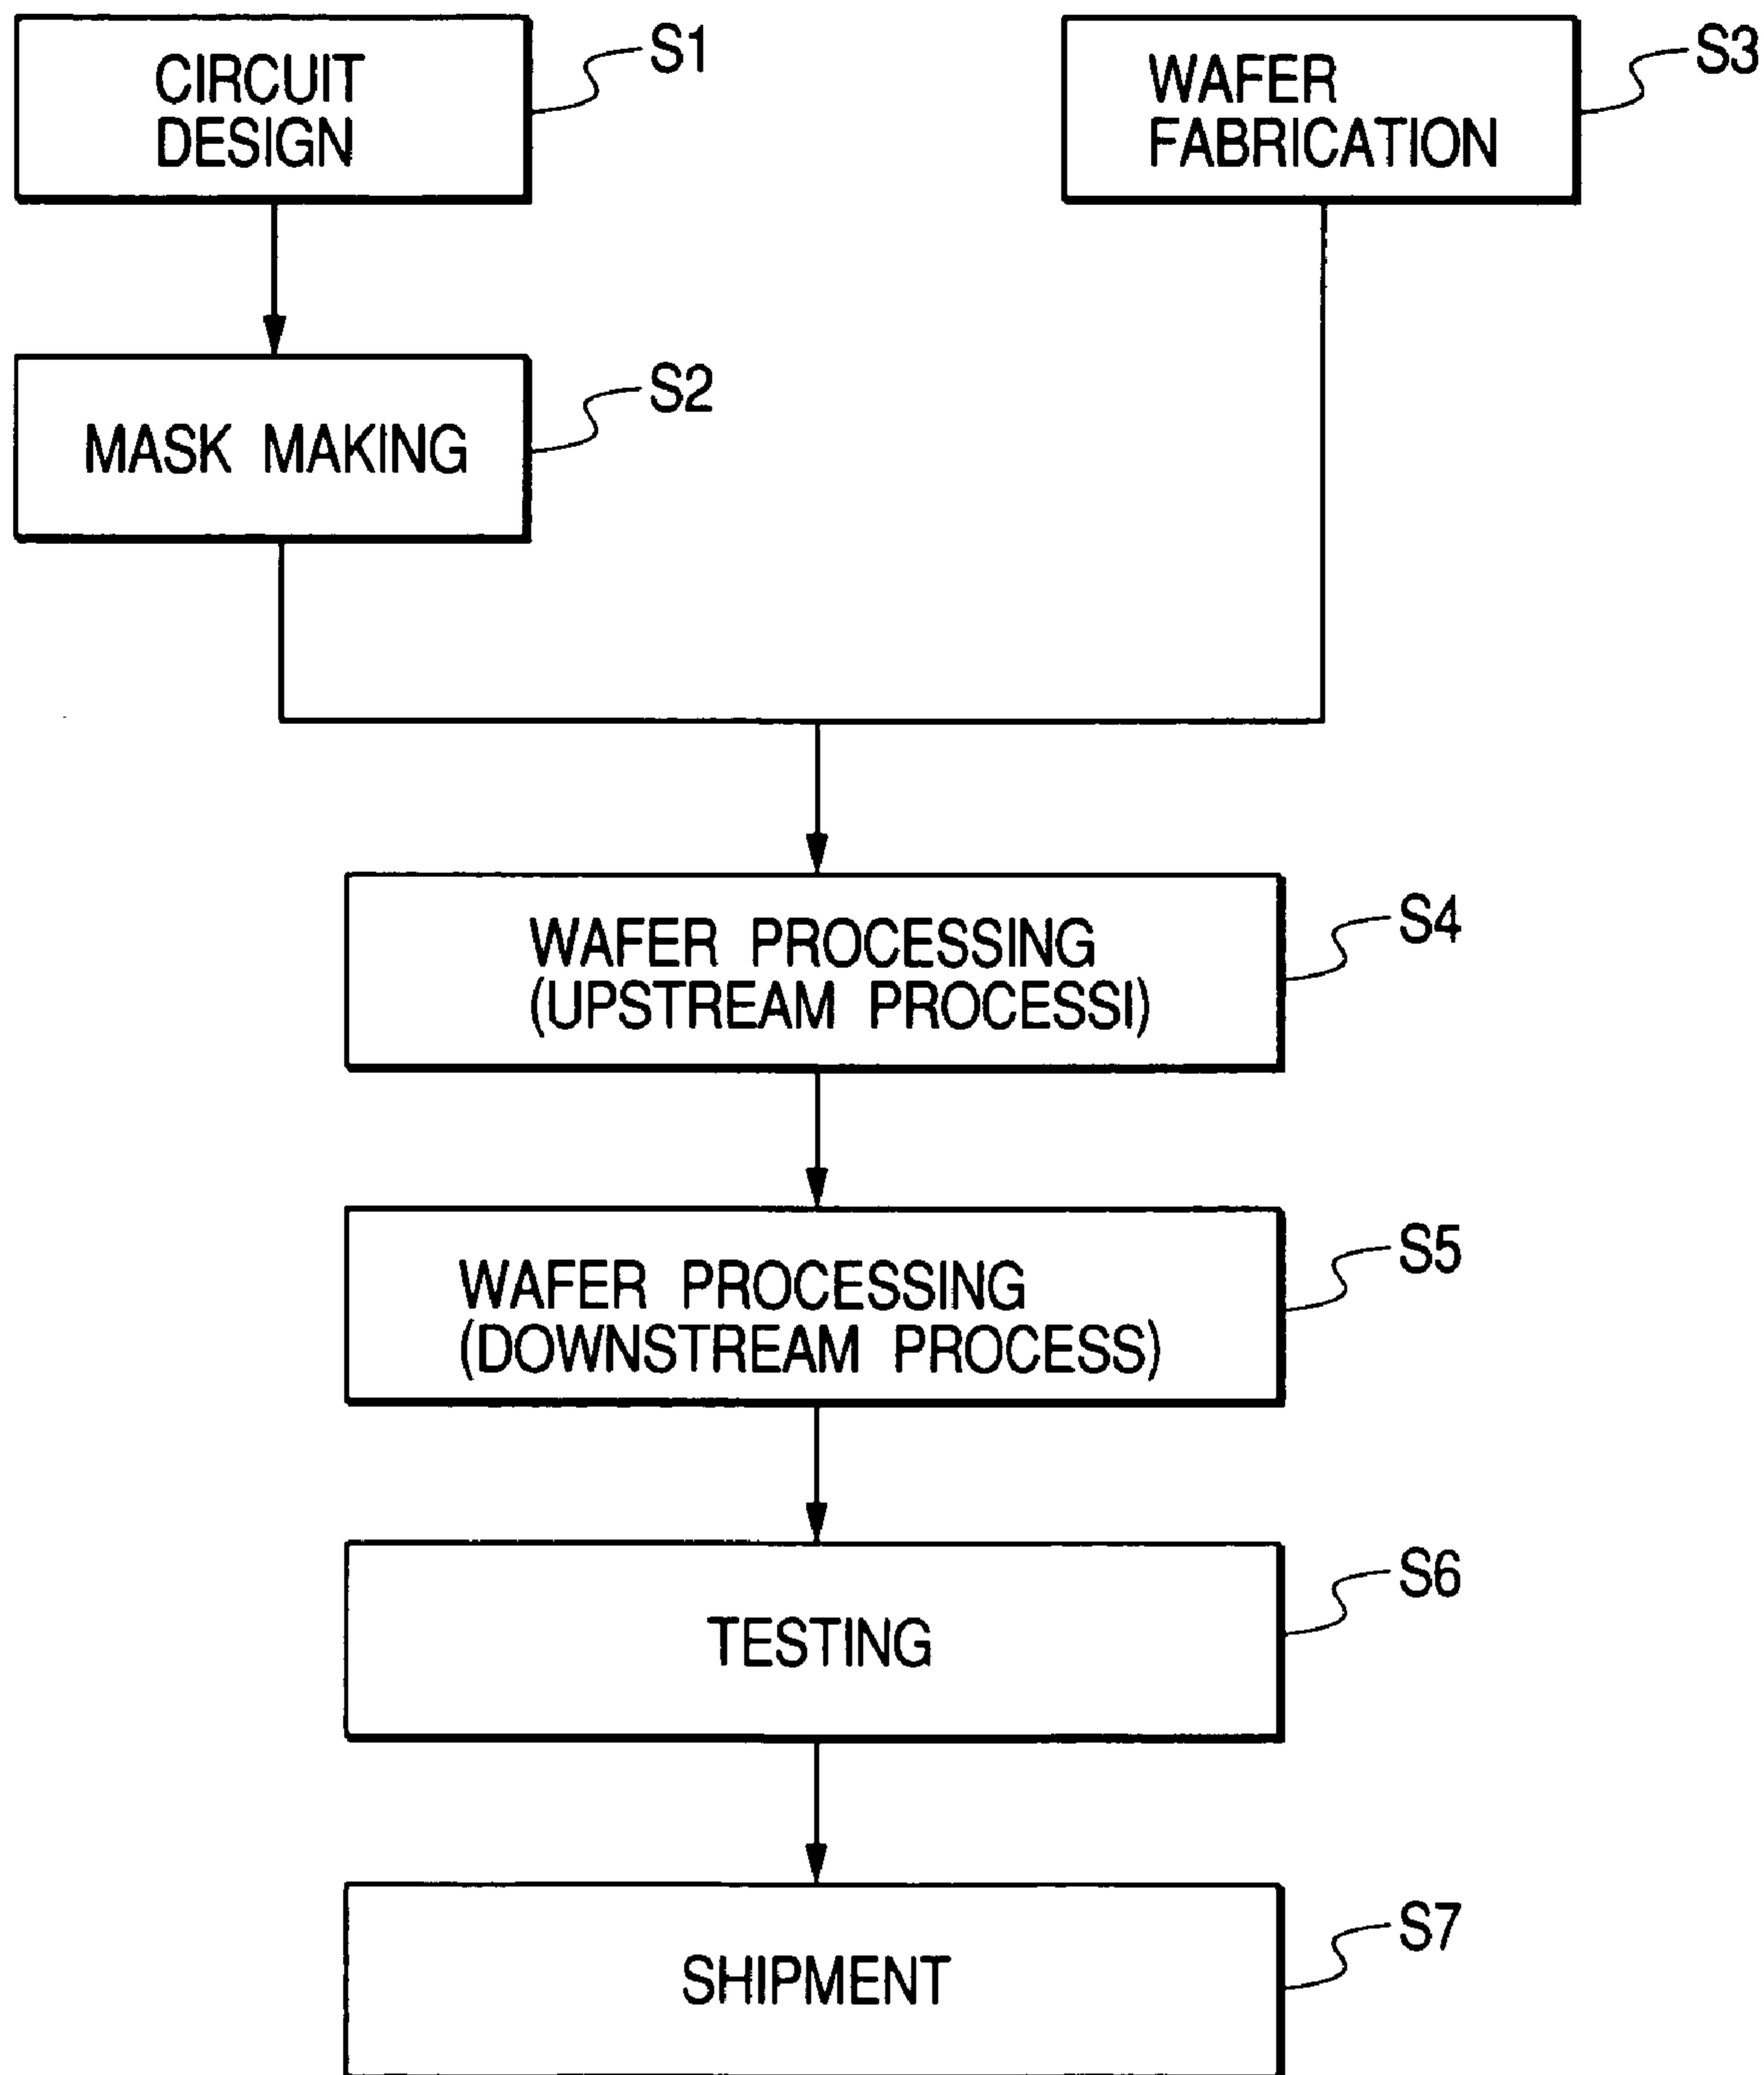 CIRCUIT
DESIGN
S1
WAFER
FABRICATION
S3
MASK MAKING
S2
WAFER PROCESSING
(UPSTREAM PROCESSI)
S4
WAFER PROCESSING
(DOWNSTREAM PROCESS)
S5
TESTING
S6
SHIPMENT
S7